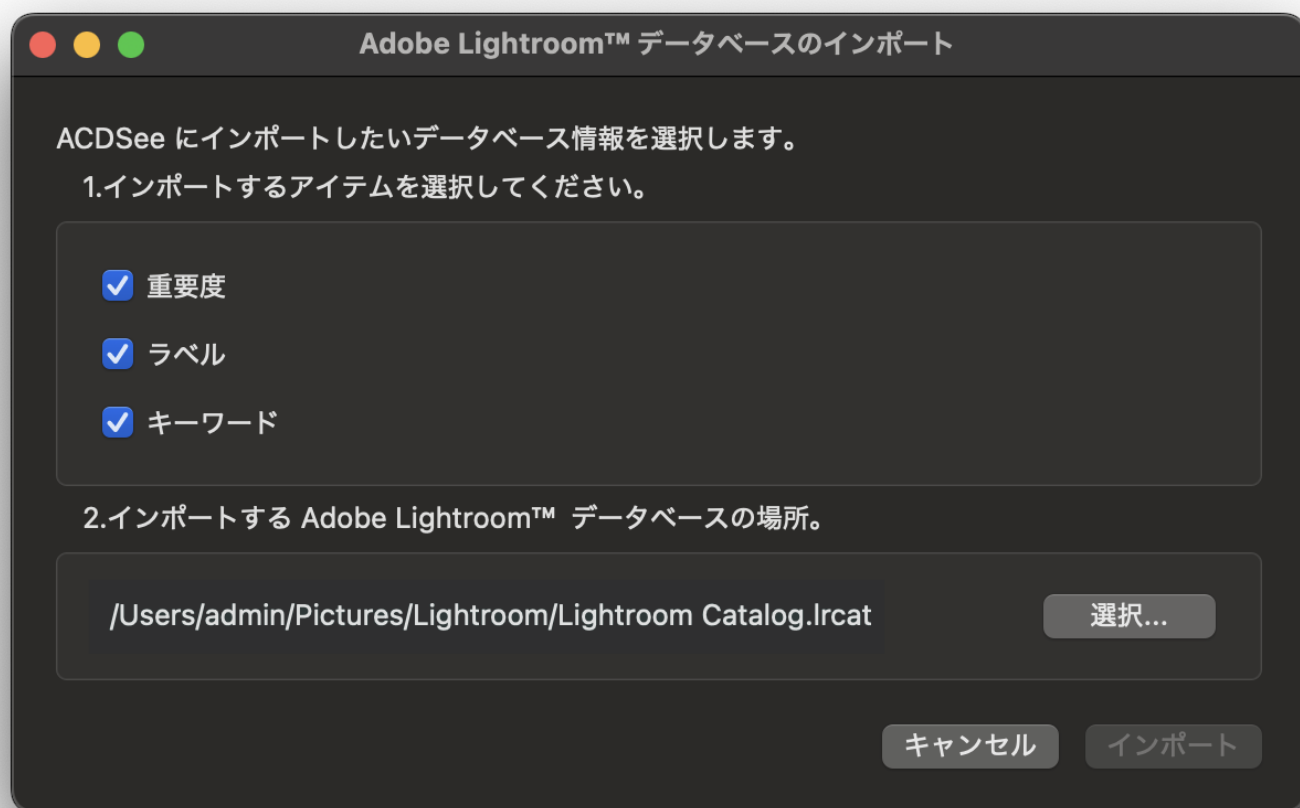 Adobe Lightroom™ データベースのインポート
ACDSee にインポートしたいデータベース情報を選択します。
1.インポートするアイテムを選択してください。
重要度
ラベル
キーワード
2.インポートする Adobe Lightroom™ データベースの場所。
/Users/admin/Pictures/Lightroom/Lightroom Catalog.lrcat
選択...
キャンセル
インポート